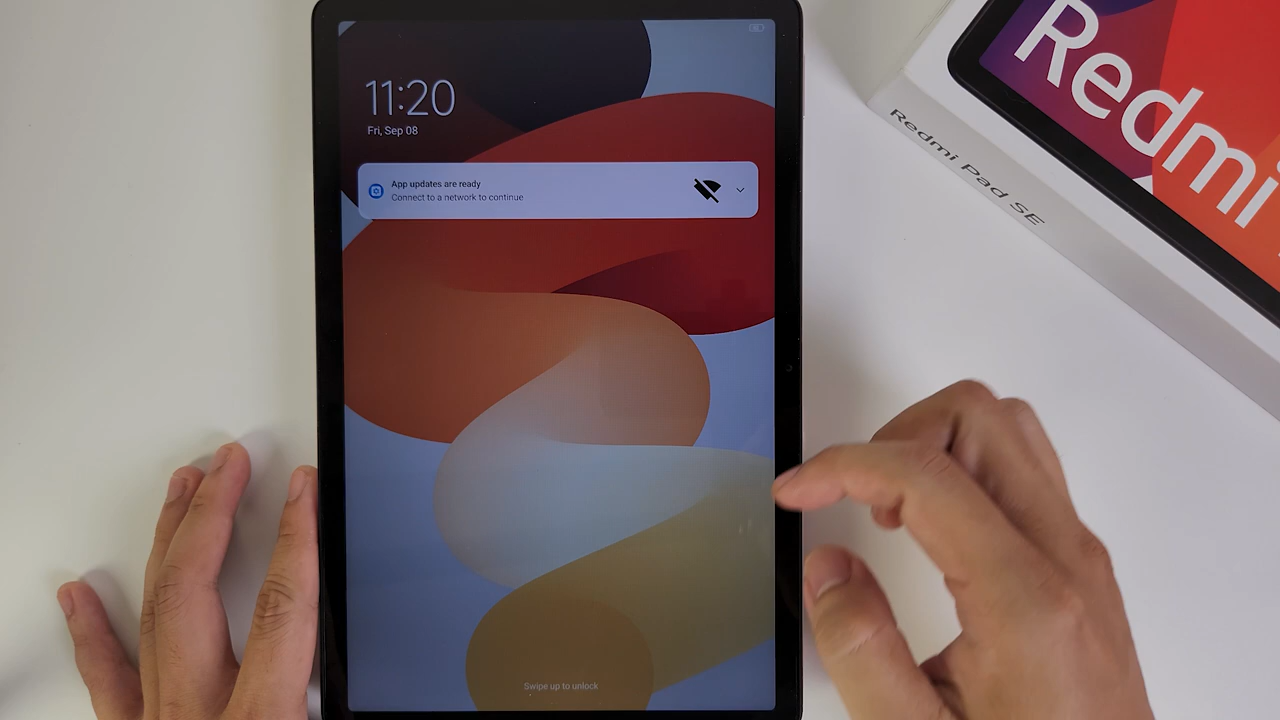 11:20
Fri, Sep 08
App updates are ready
Connect to a network to continue
Swipe up to unlock
Redmi
Redmi Pad SE